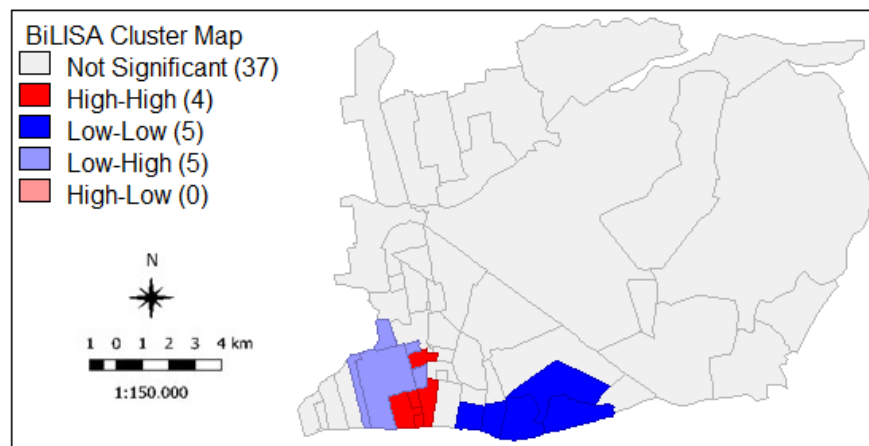 BiLISA Cluster Map
Not Significant (37)
High-High (4)
Low-Low (5)
Low-High (5)
High-Low (0)
N
1 0 1 2 3 4 km
1:150.000